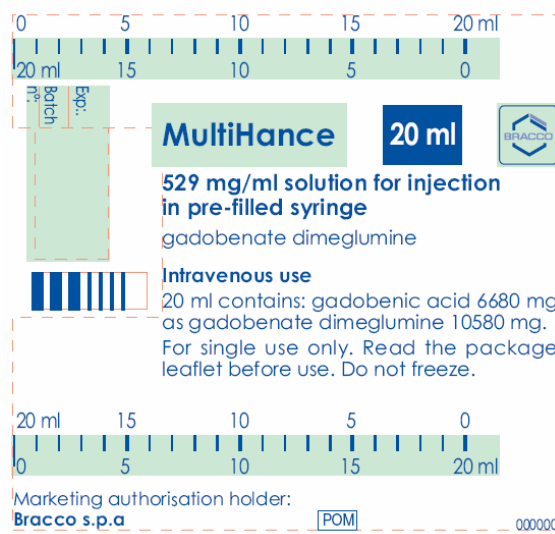 0 5 10 15 20 ml
20 ml 15 10 5 0
Exp:.
Batch
n°:
MultiHance
20 ml
BRACCO
529 mg/ml solution for injection
in pre-filled syringe
gadobenate dimeglumine
Intravenous use
20 ml contains: gadobenic acid 6680 mg
as gadobenate dimeglumine 10580 mg.
For single use only. Read the package
leaflet before use. Do not freeze.
20 ml 15 10 5 0
0 5 10 15 20 ml
Marketing authorisation holder:
Bracco s.p.a
POM
000000